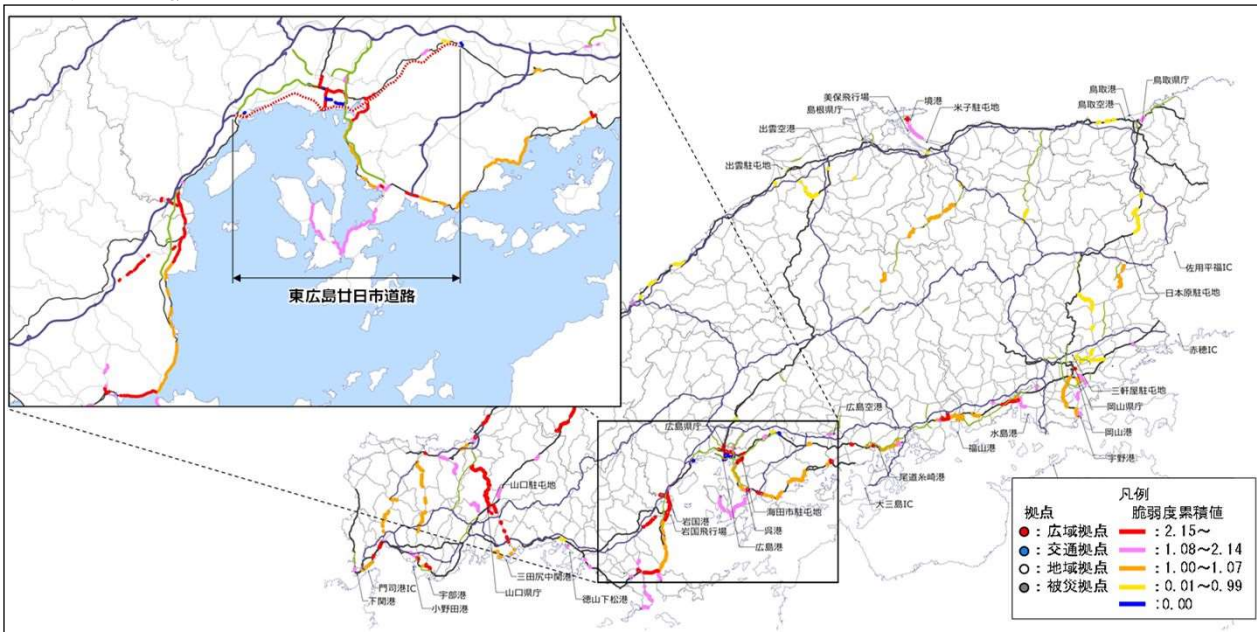 東広島廿日市道路
鳥取県庁
鳥取港
鳥取空港
美保飛行場
境港
米子駐屯地
島根県庁
出雲空港
出雲駐屯地
佐用平福IC
日本原駐屯地
赤穂IC
三軒屋駐屯地
岡山県庁
岡山港
宇野港
水島港
福山港
尾道糸崎港
大三島IC
広島空港
広島県庁
海田市駐屯地
呉港
広島港
岩国港
岩国飛行場
山口駐屯地
徳山下松港
三田尻中関港
山口県庁
宇部港
小野田港
門司港IC
下関港
凡例
拠点 脆弱度累積値
:広域拠点 :2.15~
:交通拠点 :1.08~2.14
:地域拠点 :1.00~1.07
:被災拠点 :0.01~0.99
:0.00